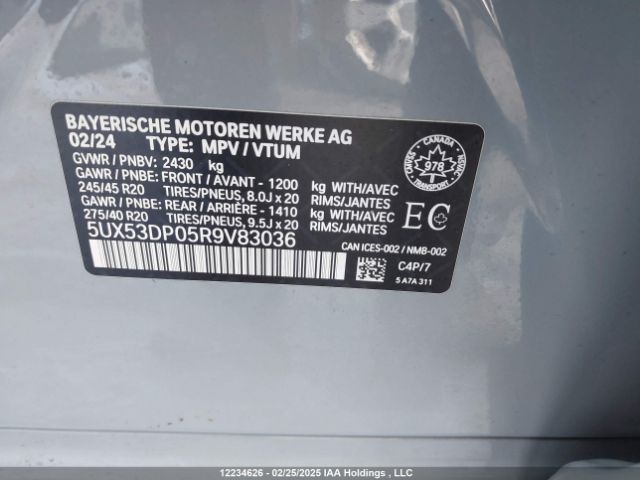 BAYERISCHE MOTOREN WERKE AG
02/24 TYPE: MPV / VTUM
GVWR / PNBV: 2430 kg
GAWR / PNBE: FRONT / AVANT - 1200 kg WITH/AVEC
245/45 R20 TIRES/PNEUS, 8.0J x 20 RIMS/JANTES
GAWR / PNBE: REAR / ARRIÈRE - 1410 kg WITH/AVEC
275/40 R20 TIRES/PNEUS, 9.5J x 20 RIMS/JANTES
5UX53DP05R9V83036
CANADA
978
TRANSPORT
EC
CAN ICES-002 / NMB-002
C4P/7
5 A7A 311
12234626 - 02/25/2025 IAA Holdings , LLC